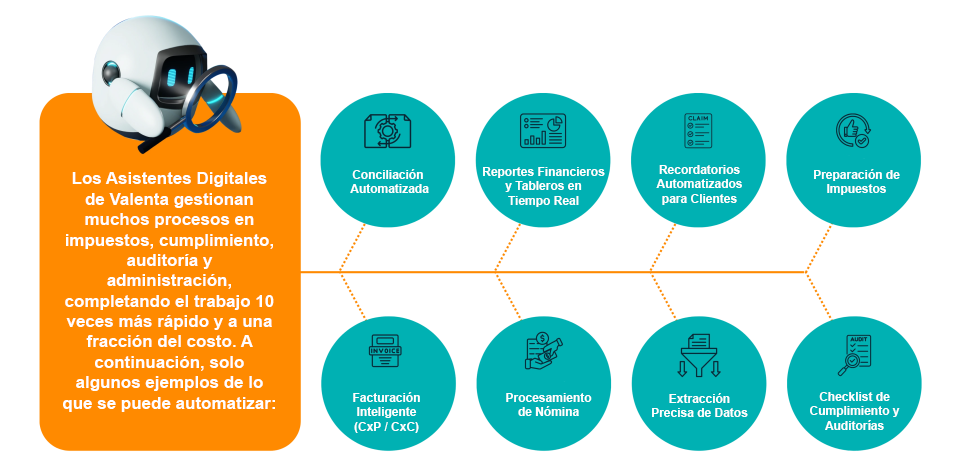 Los Asistentes Digitales
de Valenta gestionan
muchos procesos en
impuestos, cumplimiento,
auditoría y
administración,
completando el trabajo 10
veces más rápido y a una
fracción del costo. A
continuación, solo
algunos ejemplos de lo
que se puede automatizar:
Conciliación
Automatizada
Reportes Financieros
y Tableros en
Tiempo Real
CLAIM
Recordatorios
Automatizados
para Clientes
Preparación de
Impuestos
INVOICE
Facturación
Inteligente
(CxP / CxC)
Procesamiento
de Nómina
Extracción
Precisa de Datos
AUDIT
Checklist de
Cumplimiento y
Auditorías